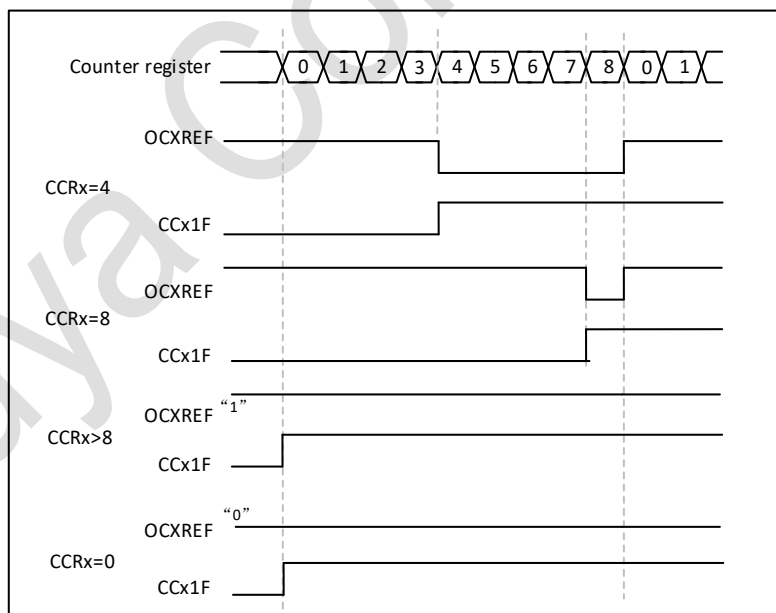 Counter register 0 1 2 3 4 5 6 7 8 0 1
OCXREF
CCRx=4
CCx1F
OCXREF
CCRx=8
CCx1F
OCXREF “1”
CCRx>8
CCx1F
OCXREF “0”
CCRx=0
CCx1F